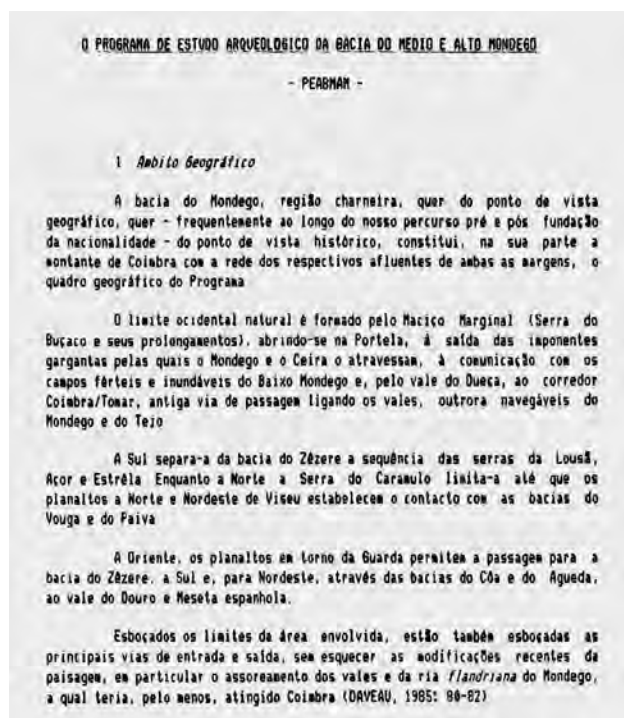 O PROGRAMA DE ESTUDO ARQUEOLOGICO DA BACIA DO MEDIO E ALTO MONDEGO
- PEABMAM -
1 Ambito Geográfico
A bacia do Mondego, região charneira, quer do ponto de vista
geográfico, quer - frequentemente ao longo do nosso percurso pré e pós fundação
da nacionalidade - do ponto de vista histórico, constitui, na sua parte a
montante de Coimbra com a rede dos respectivos afluentes de ambas as margens, o
quadro geográfico do Programa
O limite ocidental natural é formado pelo Maciço Marginal (Serra do
Buçaco e seus prolongamentos), abrindo-se na Portela, á saída das imponentes
gargantas pelas quais o Mondego e o Ceira o atravessam, à comunicação com os
campos férteis e inundáveis do Baixo Mondego e, pelo vale do Dueça, ao corredor
Coimbra/Tomar, antiga via de passagem ligando os vales, outrora navegáveis do
Mondego e do Tejo
A Sul separa-a da bacia do Zêzere a sequência das serras da Lousã,
Açor e Estrêla Enquanto a Norte a Serra do Caramulo limita-a até que os
planaltos a Norte e Nordeste de Viseu estabelecem o contacto com as bacias do
Vouga e do Paiva
A Oriente, os planaltos em torno da Guarda permitem a passagem para a
bacia do Zêzere, a Sul e, para Nordeste, através das bacias do Côa e do Agueda,
ao vale do Douro e Meseta espanhola.
Esboçados os limites da área envolvida, estão também esboçadas as
principais vias de entrada e saída, sem esquecer as modificações recentes da
paisagem, em particular o assoreamento dos vales e da ria flandriana do Mondego,
a qual teria, pelo menos, atingido Coimbra (DAVEAU, 1985: 80-82)